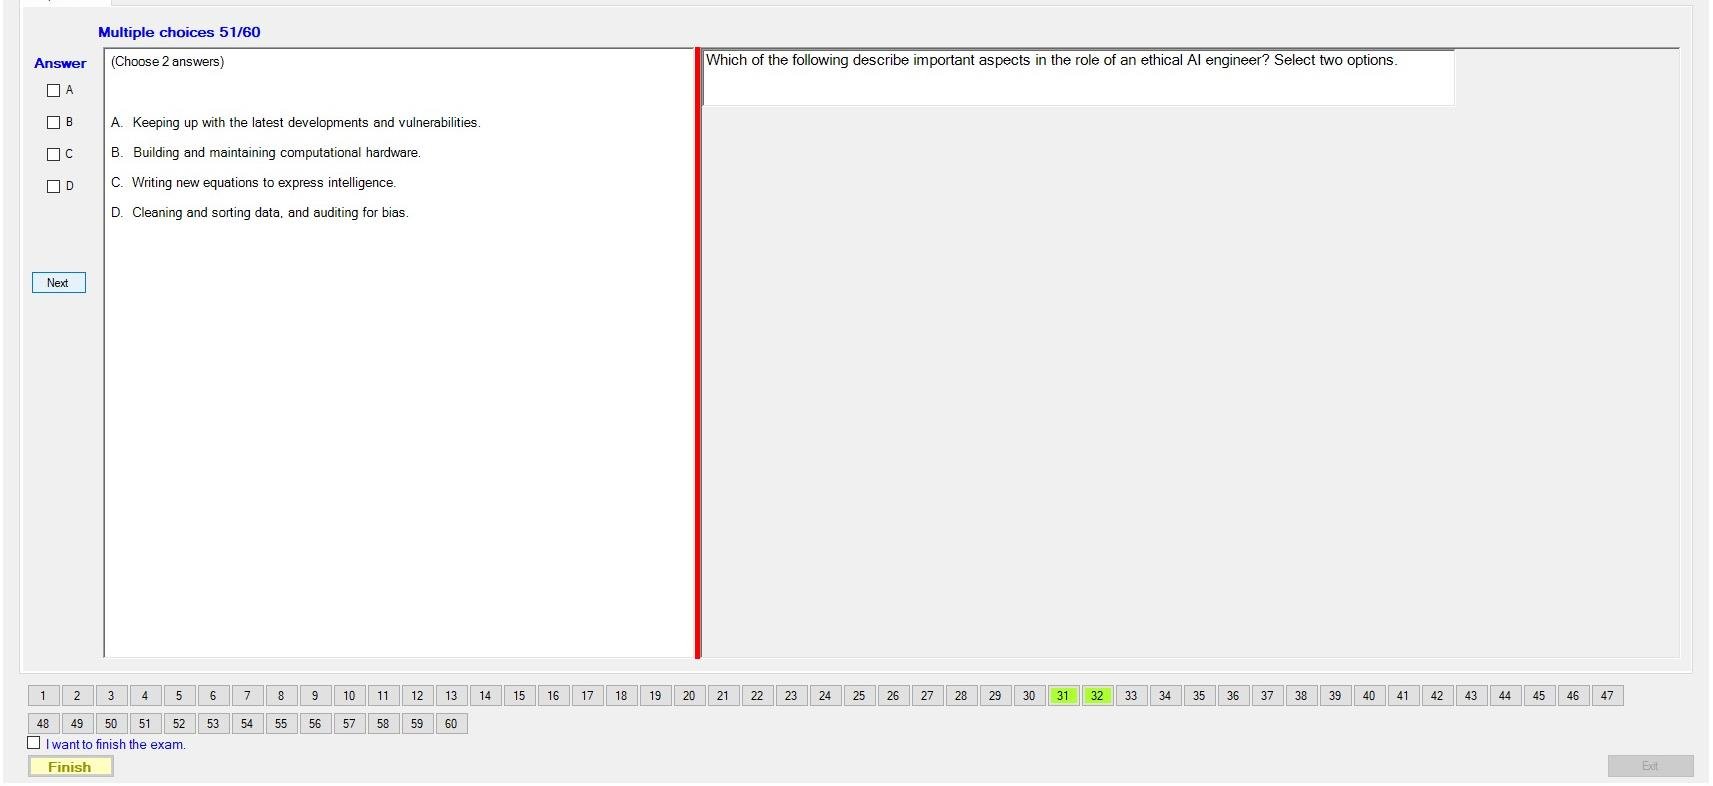 Multiple choices 51/60
Answer
(Choose 2 answers)
Which of the following describe important aspects in the role of an ethical AI engineer? Select two options.
A
B
C
D
A. Keeping up with the latest developments and vulnerabilities.
B. Building and maintaining computational hardware.
C. Writing new equations to express intelligence.
D. Cleaning and sorting data, and auditing for bias.
Next
1 2 3 4 5 6 7 8 9 10 11 12 13 14 15 16 17 18 19 20 21 22 23 24 25 26 27 28 29 30 31 32 33 34 35 36 37 38 39 40 41 42 43 44 45 46 47
48 49 50 51 52 53 54 55 56 57 58 59 60
I want to finish the exam.
Finish
Exit